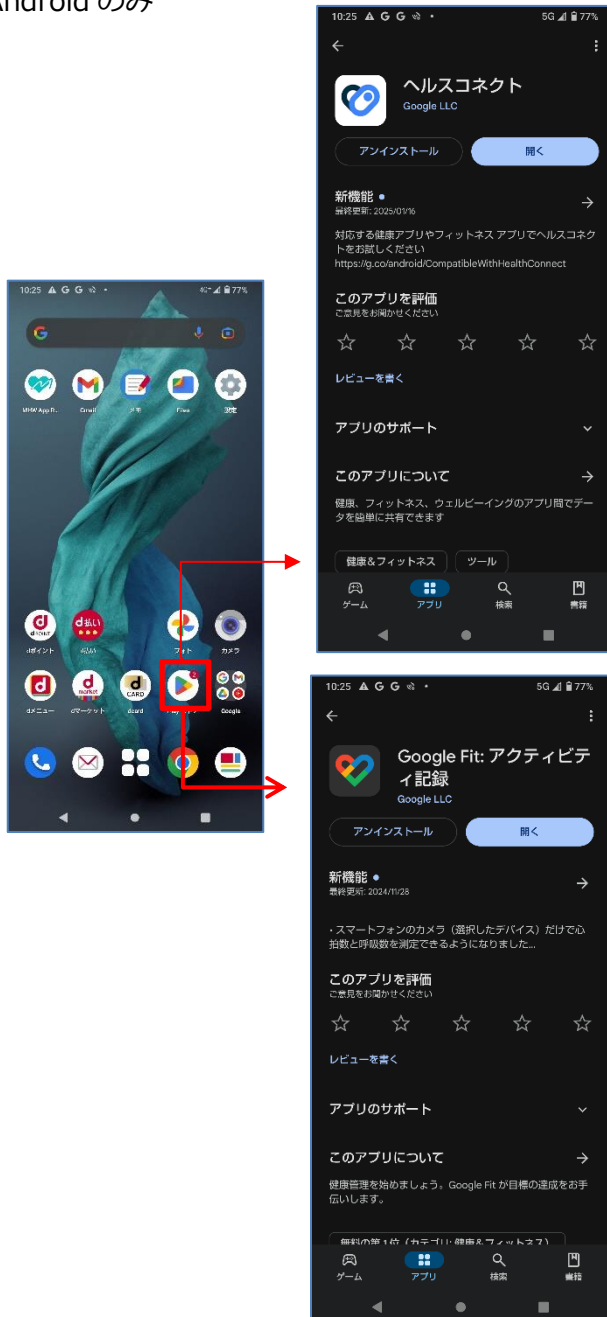 Android のみ
10:25
4G 77%
MHW App R..
Gmail
メモ
Files
設定
dポイント
d払い
フォト
カメラ
dメニュー
dマーケット
dcard
Google
10:25
5G 77%
ヘルスコネクト
Google LLC
アンインストール
開く
新機能
最終更新: 2025/01/16
対応する健康アプリやフィットネス アプリでヘルスコネク
トをお試しください
https://g.co/android/CompatibleWithHealthConnect
このアプリを評価
ご意見をお聞かせください
レビューを書く
アプリのサポート
このアプリについて
健康、フィットネス、ウェルビーイングのアプリ間でデー
タを簡単に共有できます
健康&フィットネス
ツール
ゲーム
アプリ
検索
書籍
10:25
5G 77%
Google Fit: アクティビテ
ィ記録
Google LLC
アンインストール
開く
新機能
最終更新: 2024/11/28
・スマートフォンのカメラ（選択したデバイス）だけで心
拍数と呼吸数を測定できるようになりました...
このアプリを評価
ご意見をお聞かせください
レビューを書く
アプリのサポート
このアプリについて
健康管理を始めましょう。Google Fit が目標の達成をお手
伝いします。
無料の第 1 位（カテゴリ: 健康&フィットネス）
ゲーム
アプリ
検索
書籍